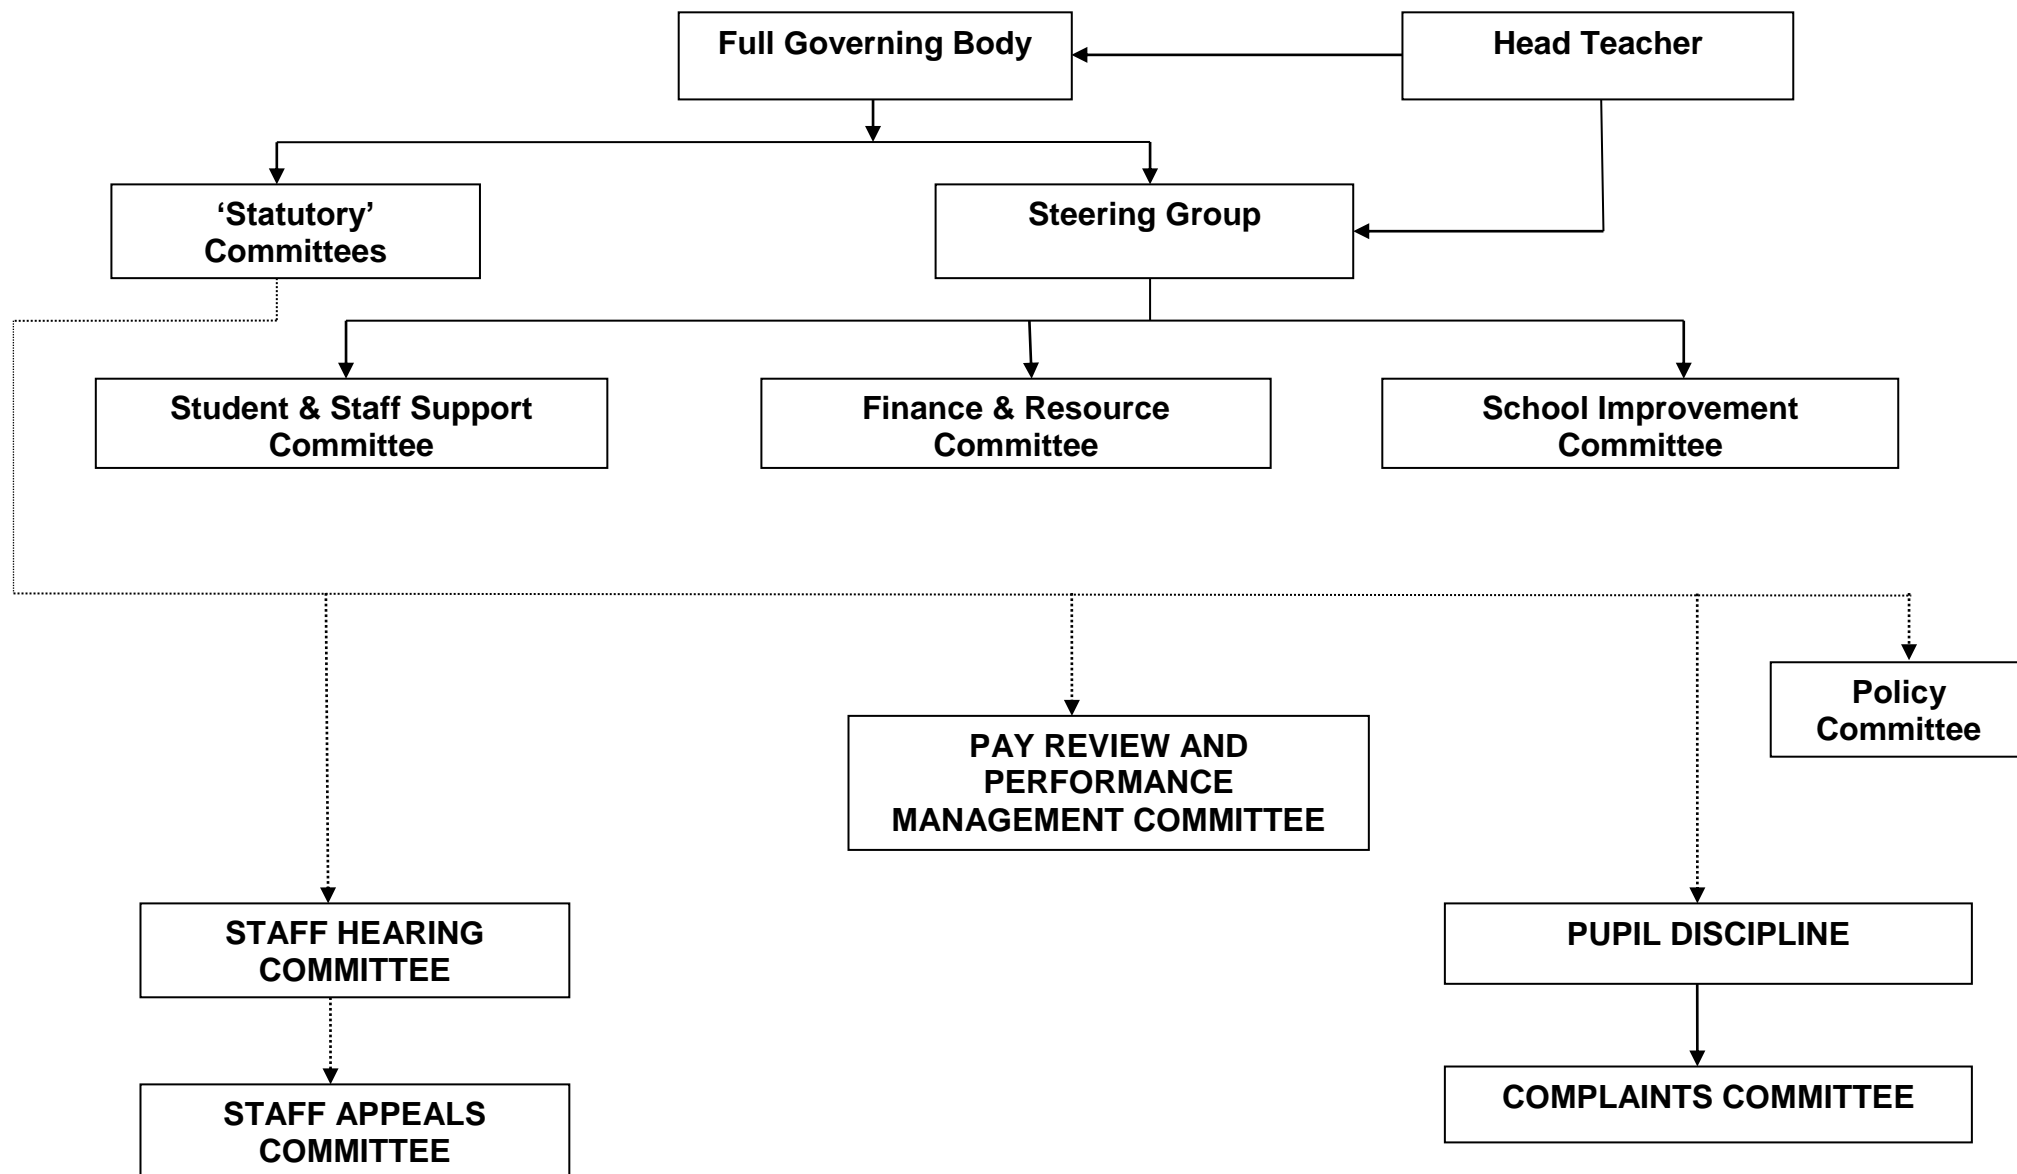 Full Governing Body
Head Teacher
‘Statutory’
Committees
Steering Group
Student & Staff Support
Committee
Finance & Resource
Committee
School Improvement
Committee
Policy
Committee
PAY REVIEW AND
PERFORMANCE
MANAGEMENT COMMITTEE
STAFF HEARING
COMMITTEE
PUPIL DISCIPLINE
STAFF APPEALS
COMMITTEE
COMPLAINTS COMMITTEE